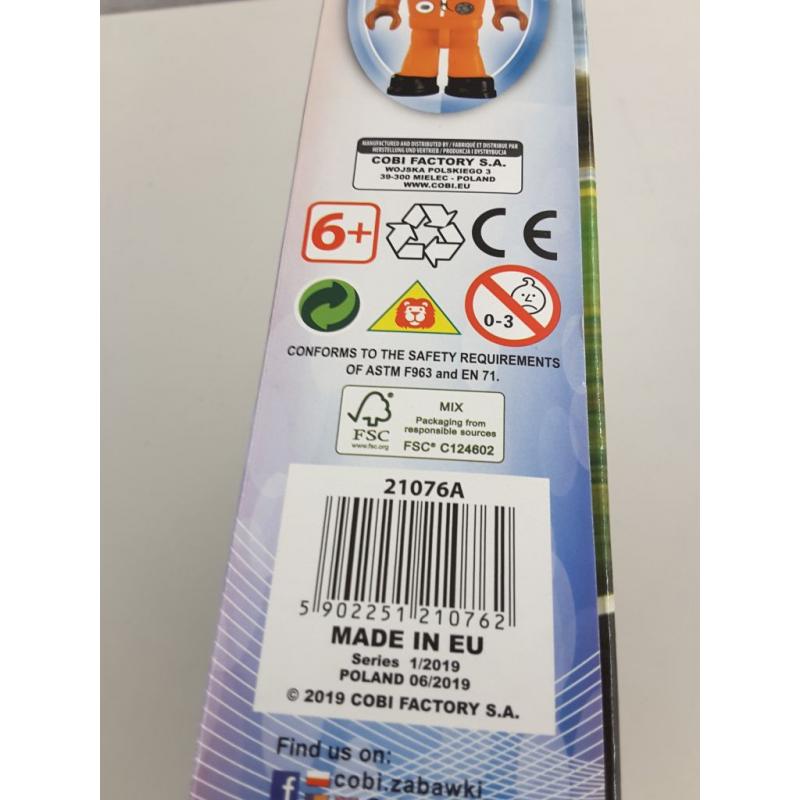 MANUFACTURED AND DISTRIBUTED BY / FABRIQUÉ ET DISTRIBUE PAR
HERSTELLUNG UND VERTRIEB / PRODUKCJA I DYSTRYBUCJA
COBI FACTORY S.A.
WOJSKA POLSKIEGO 3
39-300 MIELEC - POLAND
WWW.COBI.EU
6+
CE
0-3
CONFORMS TO THE SAFETY REQUIREMENTS
OF ASTM F963 and EN 71.
FSC
www.fsc.org
MIX
Packaging from
responsible sources
FSC® C124602
21076A
5 902251 210762
MADE IN EU
Series 1/2019
POLAND 06/2019
© 2019 COBI FACTORY S.A.
Find us on:
f cobi.zabawki